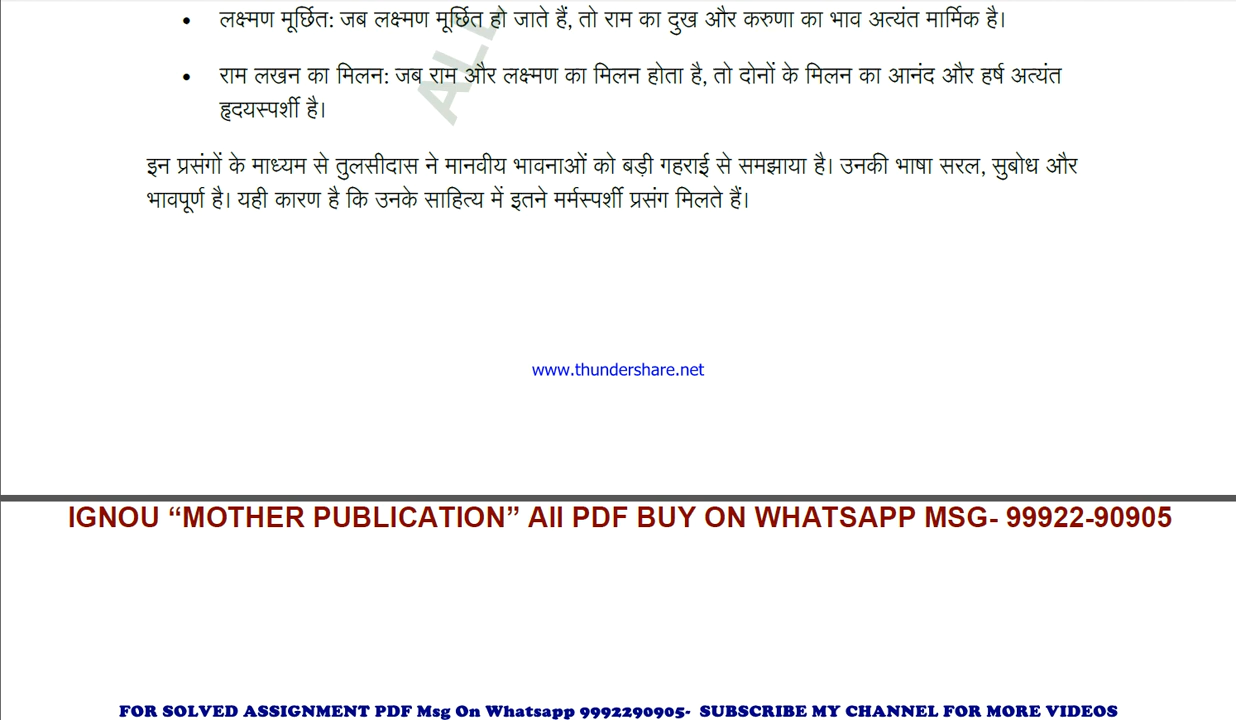 • लक्ष्मण मूर्छित: जब लक्ष्मण मूर्छित हो जाते हैं, तो राम का दुख और करुणा का भाव अत्यंत मार्मिक है।
• राम लखन का मिलन: जब राम और लक्ष्मण का मिलन होता है, तो दोनों के मिलन का आनंद और हर्ष अत्यंत
हृदयस्पर्शी है।
इन प्रसंगों के माध्यम से तुलसीदास ने मानवीय भावनाओं को बड़ी गहराई से समझाया है। उनकी भाषा सरल, सुबोध और
भावपूर्ण है। यही कारण है कि उनके साहित्य में इतने मर्मस्पर्शी प्रसंग मिलते हैं।
www.thundershare.net
IGNOU “MOTHER PUBLICATION” All PDF BUY ON WHATSAPP MSG- 99922-90905
FOR SOLVED ASSIGNMENT PDF Msg On Whatsapp 9992290905- SUBSCRIBE MY CHANNEL FOR MORE VIDEOS